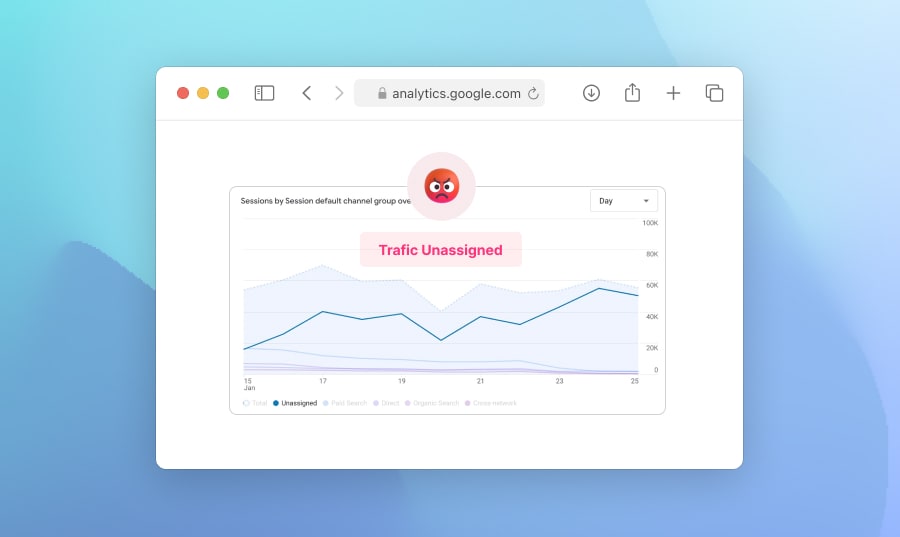 analytics.google.com
Sessions by Session default channel group ove
Day
100K
Trafic Unassigned
80K
60K
40K
20K
0
15 17 19 21 23 25
Jan
Total Unassigned Paid Search Direct Organic Search Cross-network